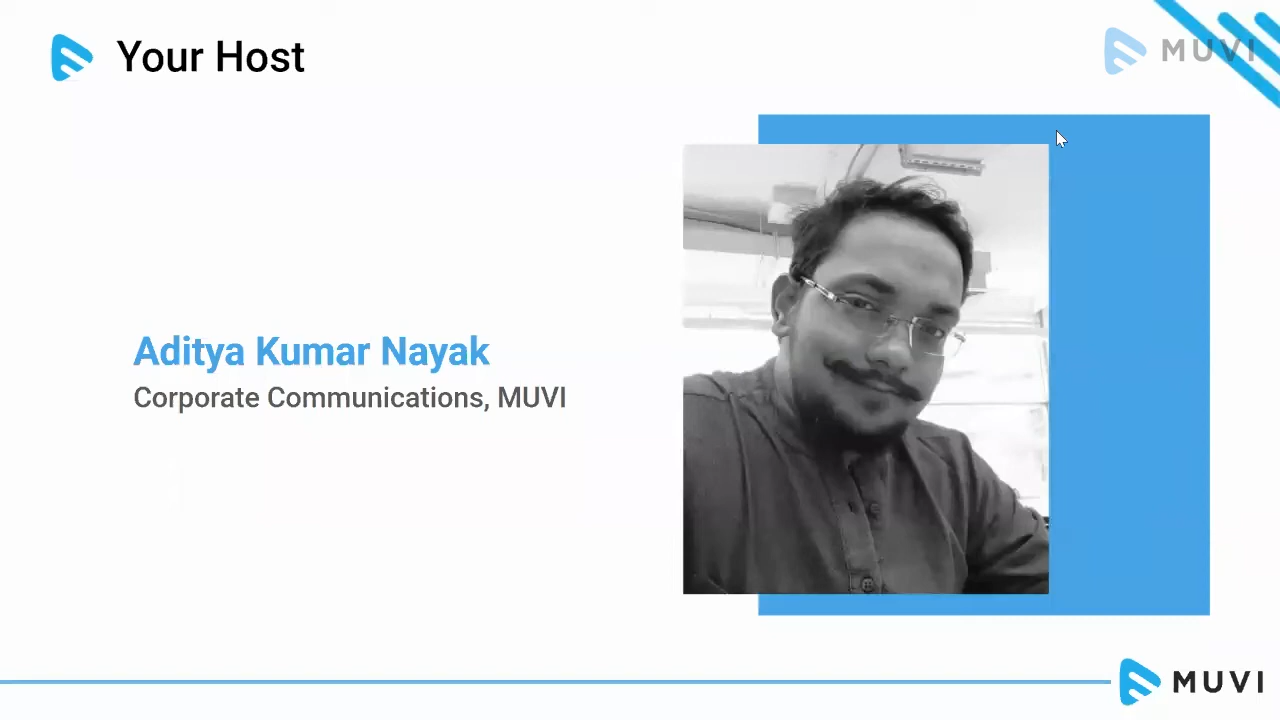 Your Host
MUVI
Aditya Kumar Nayak
Corporate Communications, MUVI
MUVI